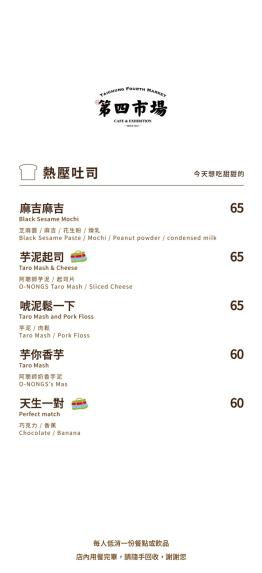 TAICHUNG FOURTH MARKET
第四市場
CAFE & EXHIBITION
熱壓吐司
今天想吃甜甜的
麻吉麻吉 65
Black Sesame Mochi
芝麻醬 / 麻吉 / 花生粉 / 煉乳
Black Sesame Paste / Mochi / Peanut powder / condensed milk
芋泥起司 65
Taro Mash & Cheese
阿聰師芋泥 / 起司片
O-NONGS Taro Mash / Sliced Cheese
唬泥鬆一下 65
Taro Mash and Pork Floss
芋泥 / 肉鬆
Taro Mash / Pork Floss
芋你香芋 60
Taro Mash
阿聰師奶香芋泥
O-NONGS's Mas
天生一對 60
Perfect match
巧克力 / 香蕉
Chocolate / Banana
每人低消一份餐點或飲品
店內用餐完畢，請隨手回收，謝謝您